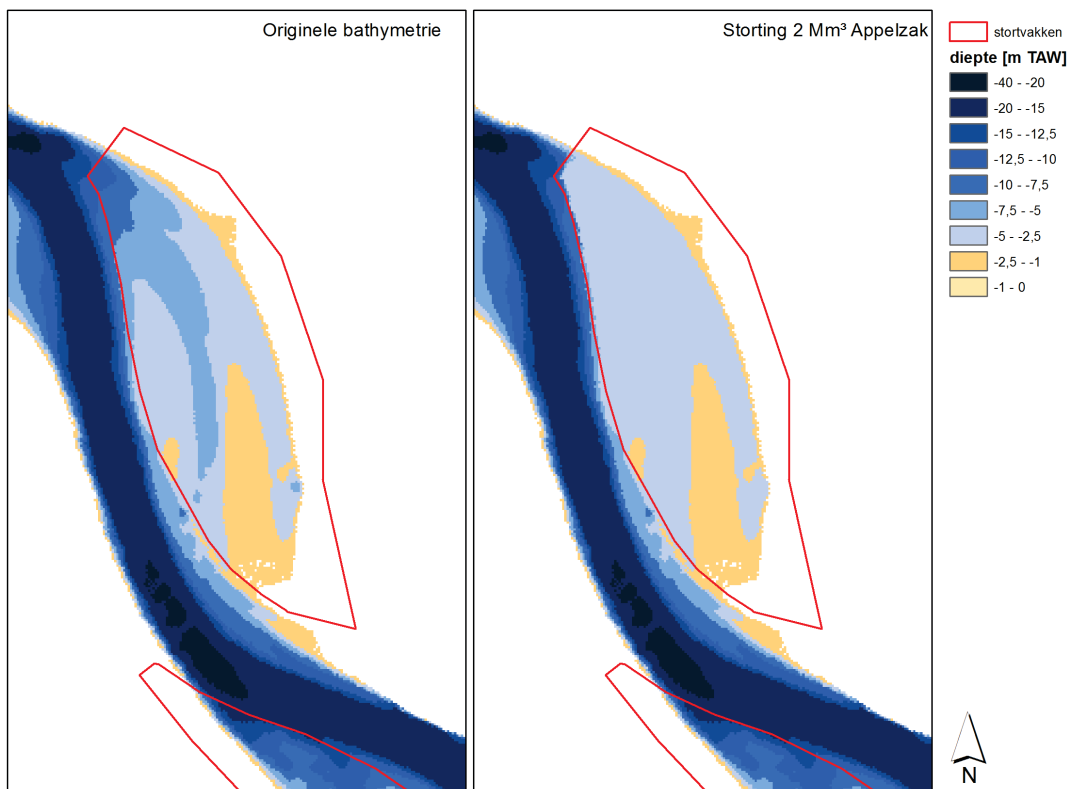 Originele bathymetrie
Storting 2 Mm³ Appelzak
stortvakken
diepte [m TAW]
-40 - -20
-20 - -15
-15 - -12,5
-12,5 - -10
-10 - -7,5
-7,5 - -5
-5 - -2,5
-2,5 - -1
-1 - 0
N